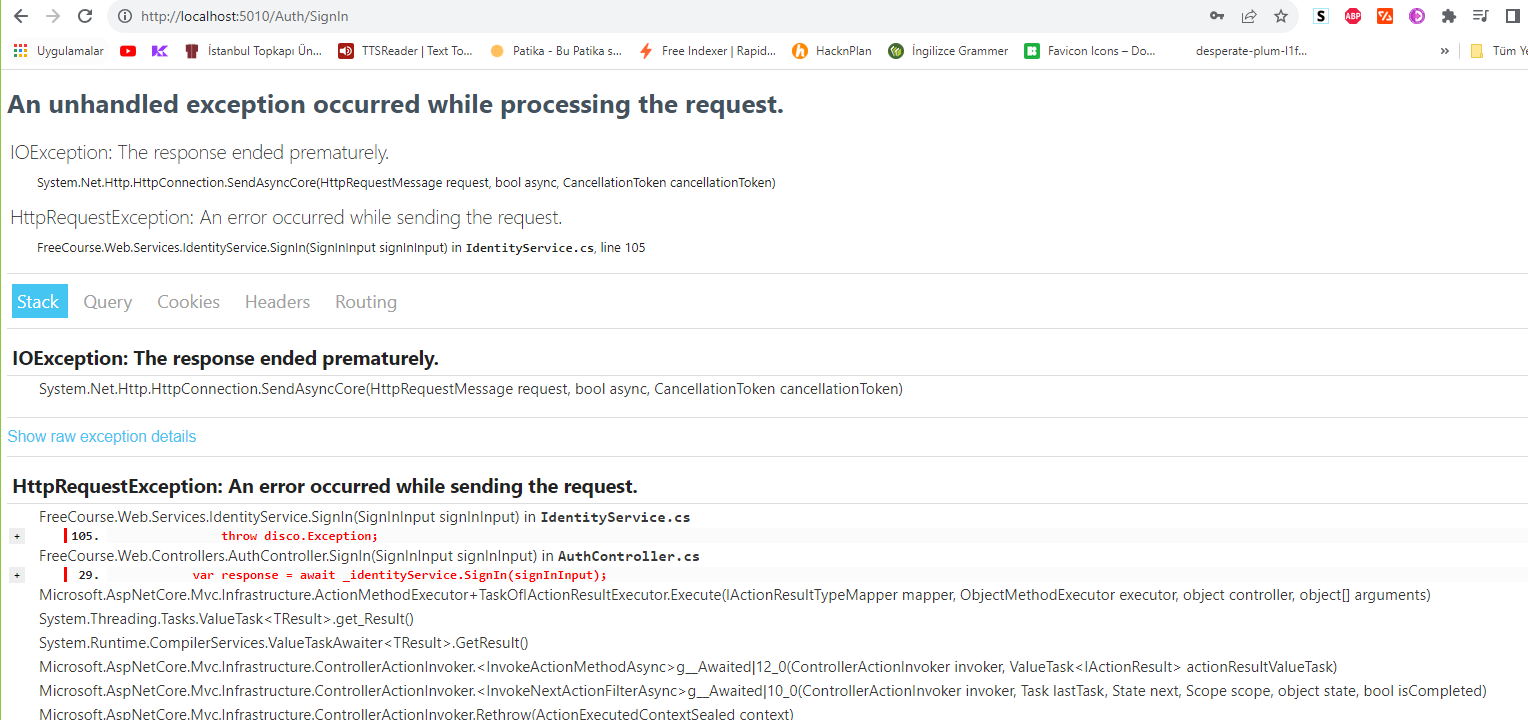 http://localhost:5010/Auth/SignIn
S ABP
Uygulamalar İstanbul Topkapı Ün... TTSReader | Text To... Patika - Bu Patika s... Free Indexer | Rapid... HacknPlan İngilizce Grammer Favicon Icons – Do... desperate-plum-l1f... » Tüm Ye
An unhandled exception occurred while processing the request.
IOException: The response ended prematurely.
System.Net.Http.HttpConnection.SendAsyncCore(HttpRequestMessage request, bool async, CancellationToken cancellationToken)
HttpRequestException: An error occurred while sending the request.
FreeCourse.Web.Services.IdentityService.SignIn(SignInInput signInInput) in IdentityService.cs, line 105
Stack Query Cookies Headers Routing
IOException: The response ended prematurely.
System.Net.Http.HttpConnection.SendAsyncCore(HttpRequestMessage request, bool async, CancellationToken cancellationToken)
Show raw exception details
HttpRequestException: An error occurred while sending the request.
FreeCourse.Web.Services.IdentityService.SignIn(SignInInput signInInput) in IdentityService.cs
+ 105. throw disco.Exception;
FreeCourse.Web.Controllers.AuthController.SignIn(SignInInput signInInput) in AuthController.cs
+ 29. var response = await _identityService.SignIn(signInInput);
Microsoft.AspNetCore.Mvc.Infrastructure.ActionMethodExecutor+TaskOfIActionResultExecutor.Execute(IActionResultTypeMapper mapper, ObjectMethodExecutor executor, object controller, object[] arguments)
System.Threading.Tasks.ValueTask<TResult>.get_Result()
System.Runtime.CompilerServices.ValueTaskAwaiter<TResult>.GetResult()
Microsoft.AspNetCore.Mvc.Infrastructure.ControllerActionInvoker.<InvokeActionMethodAsync>g__Awaited|12_0(ControllerActionInvoker invoker, ValueTask<IActionResult> actionResultValueTask)
Microsoft.AspNetCore.Mvc.Infrastructure.ControllerActionInvoker.<InvokeNextActionFilterAsync>g__Awaited|10_0(ControllerActionInvoker invoker, Task lastTask, State next, Scope scope, object state, bool isCompleted)
Microsoft.AspNetCore.Mvc.Infrastructure.ControllerActionInvoker.Rethrow(ActionExecutedContextSealed context)